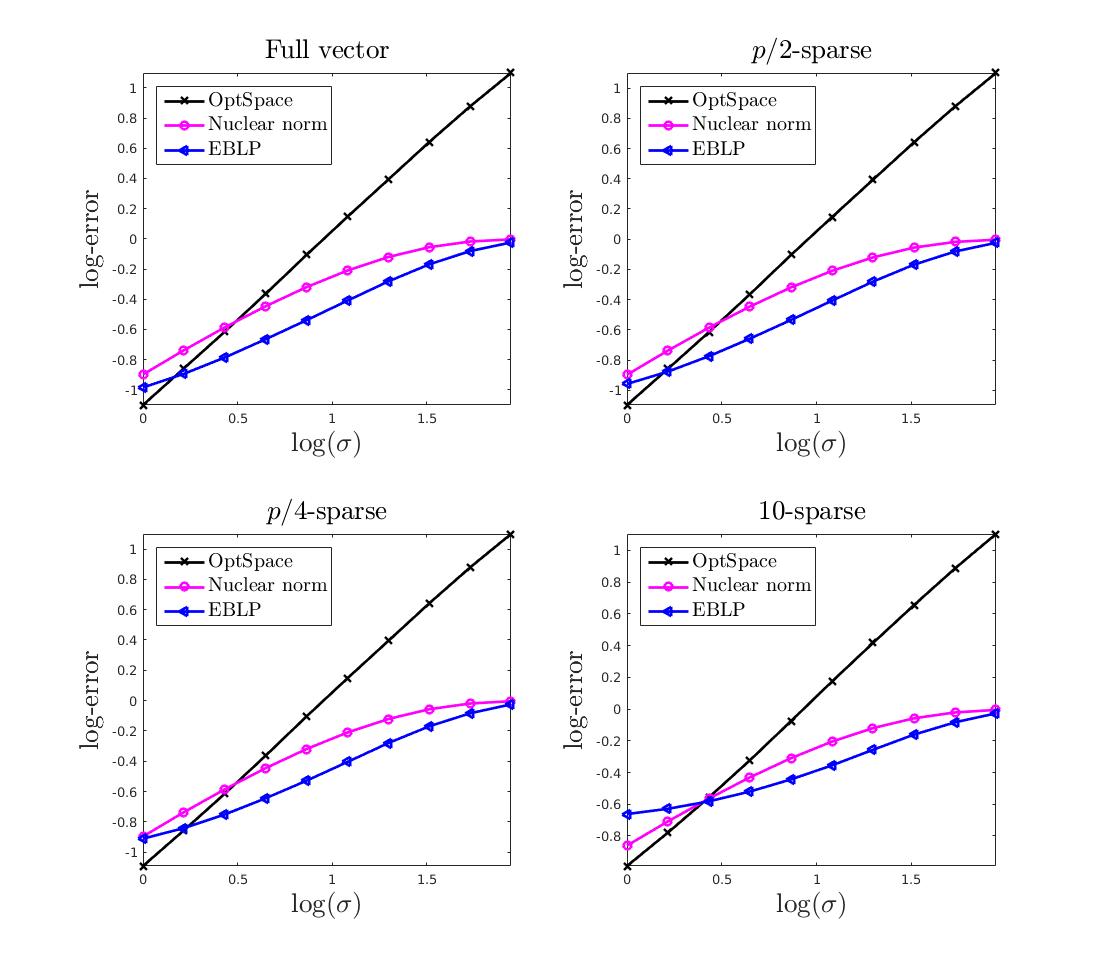 Full vector
OptSpace
Nuclear norm
EBLP
log-error
1
0.8
0.6
0.4
0.2
0
-0.2
-0.4
-0.6
-0.8
-1
0 0.5 1 1.5
log(σ)
p/2-sparse
OptSpace
Nuclear norm
EBLP
log-error
1
0.8
0.6
0.4
0.2
0
-0.2
-0.4
-0.6
-0.8
-1
0 0.5 1 1.5
log(σ)
p/4-sparse
OptSpace
Nuclear norm
EBLP
log-error
1
0.8
0.6
0.4
0.2
0
-0.2
-0.4
-0.6
-0.8
-1
0 0.5 1 1.5
log(σ)
10-sparse
OptSpace
Nuclear norm
EBLP
log-error
1
0.8
0.6
0.4
0.2
0
-0.2
-0.4
-0.6
-0.8
0 0.5 1 1.5
log(σ)